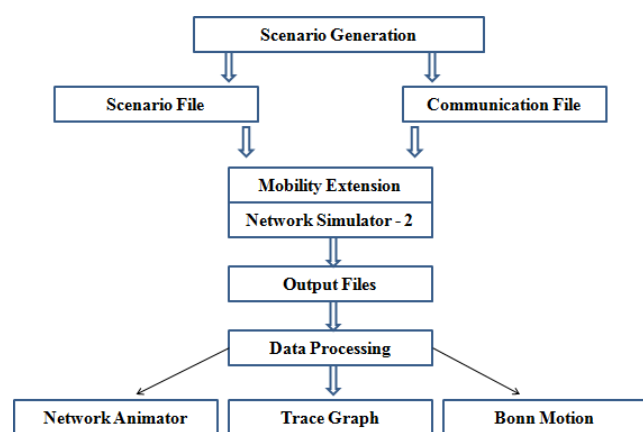 Scenario Generation
Scenario File
Communication File
Mobility Extension
Network Simulator - 2
Output Files
Data Processing
Network Animator
Trace Graph
Bonn Motion